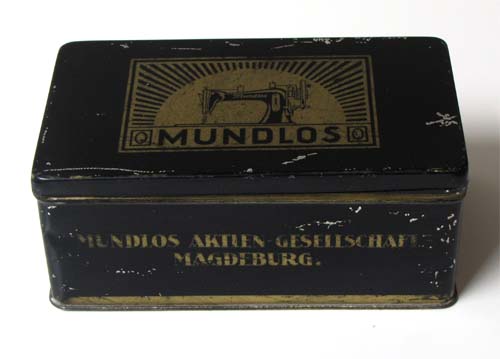 MUNDLOS
MUNDLOS AKTIEN-GESELLSCHAFT
MAGDEBURG.